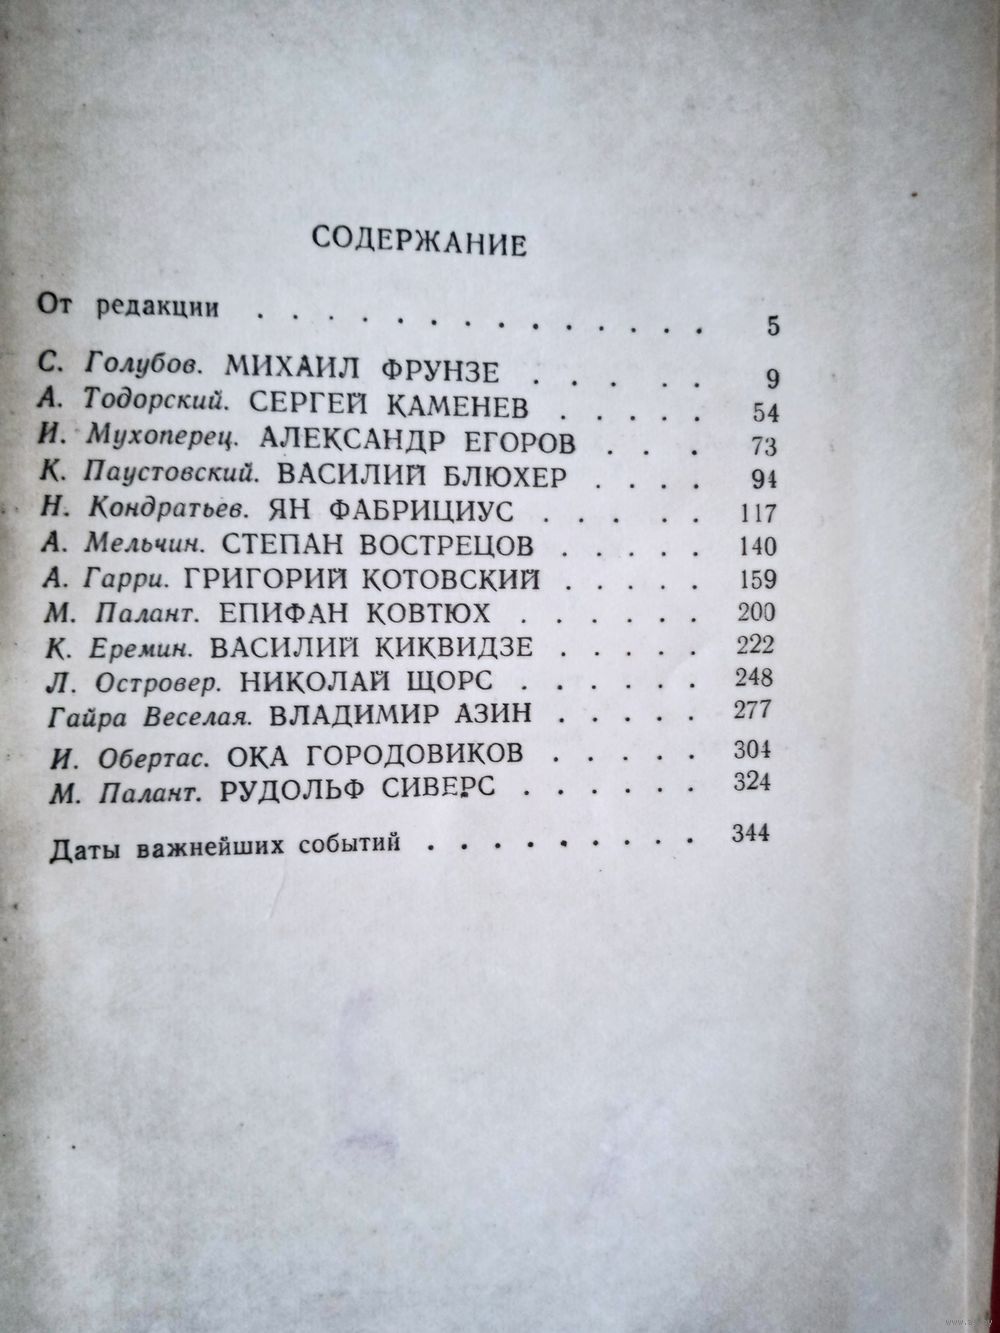 СОДЕРЖАНИЕ
От редакции . . . . . . . . . . . . . . 5
С. Голубов. МИХАИЛ ФРУНЗЕ . . . . . 9
А. Тодорский. СЕРГЕЙ КАМЕНЕВ . . . . . 54
И. Мухоперец. АЛЕКСАНДР ЕГОРОВ . . . 73
К. Паустовский. ВАСИЛИЙ БЛЮХЕР . . . . 94
Н. Кондратьев. ЯН ФАБРИЦИУС . . . . . 117
А. Мельчин. СТЕПАН ВОСТРЕЦОВ . . . . . 140
А. Гарри. ГРИГОРИЙ КОТОВСКИЙ . . . . . 159
М. Палант. ЕПИФАН КОВТЮХ . . . . . . 200
К. Еремин. ВАСИЛИЙ КИКВИДЗЕ . . . . . 222
Л. Островер. НИКОЛАЙ ЩОРС . . . . . . 248
Гайра Веселая. ВЛАДИМИР АЗИН . . . . . 277
И. Обертас. ОКА ГОРОДОВИКОВ . . . . . 304
М. Палант. РУДОЛЬФ СИВЕРС . . . . . . 324
Даты важнейших событий . . . . . . . . . 344